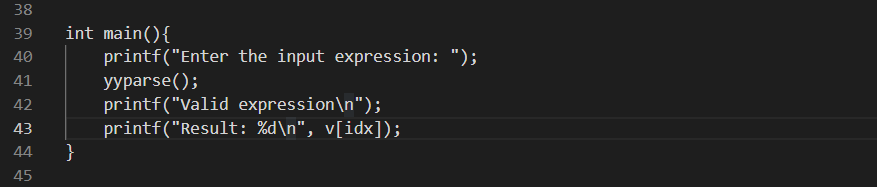 38
39 int main(){
40     printf("Enter the input expression: ");
41     yyparse();
42     printf("Valid expression\n");
43     printf("Result: %d\n", v[idx]);
44 }
45